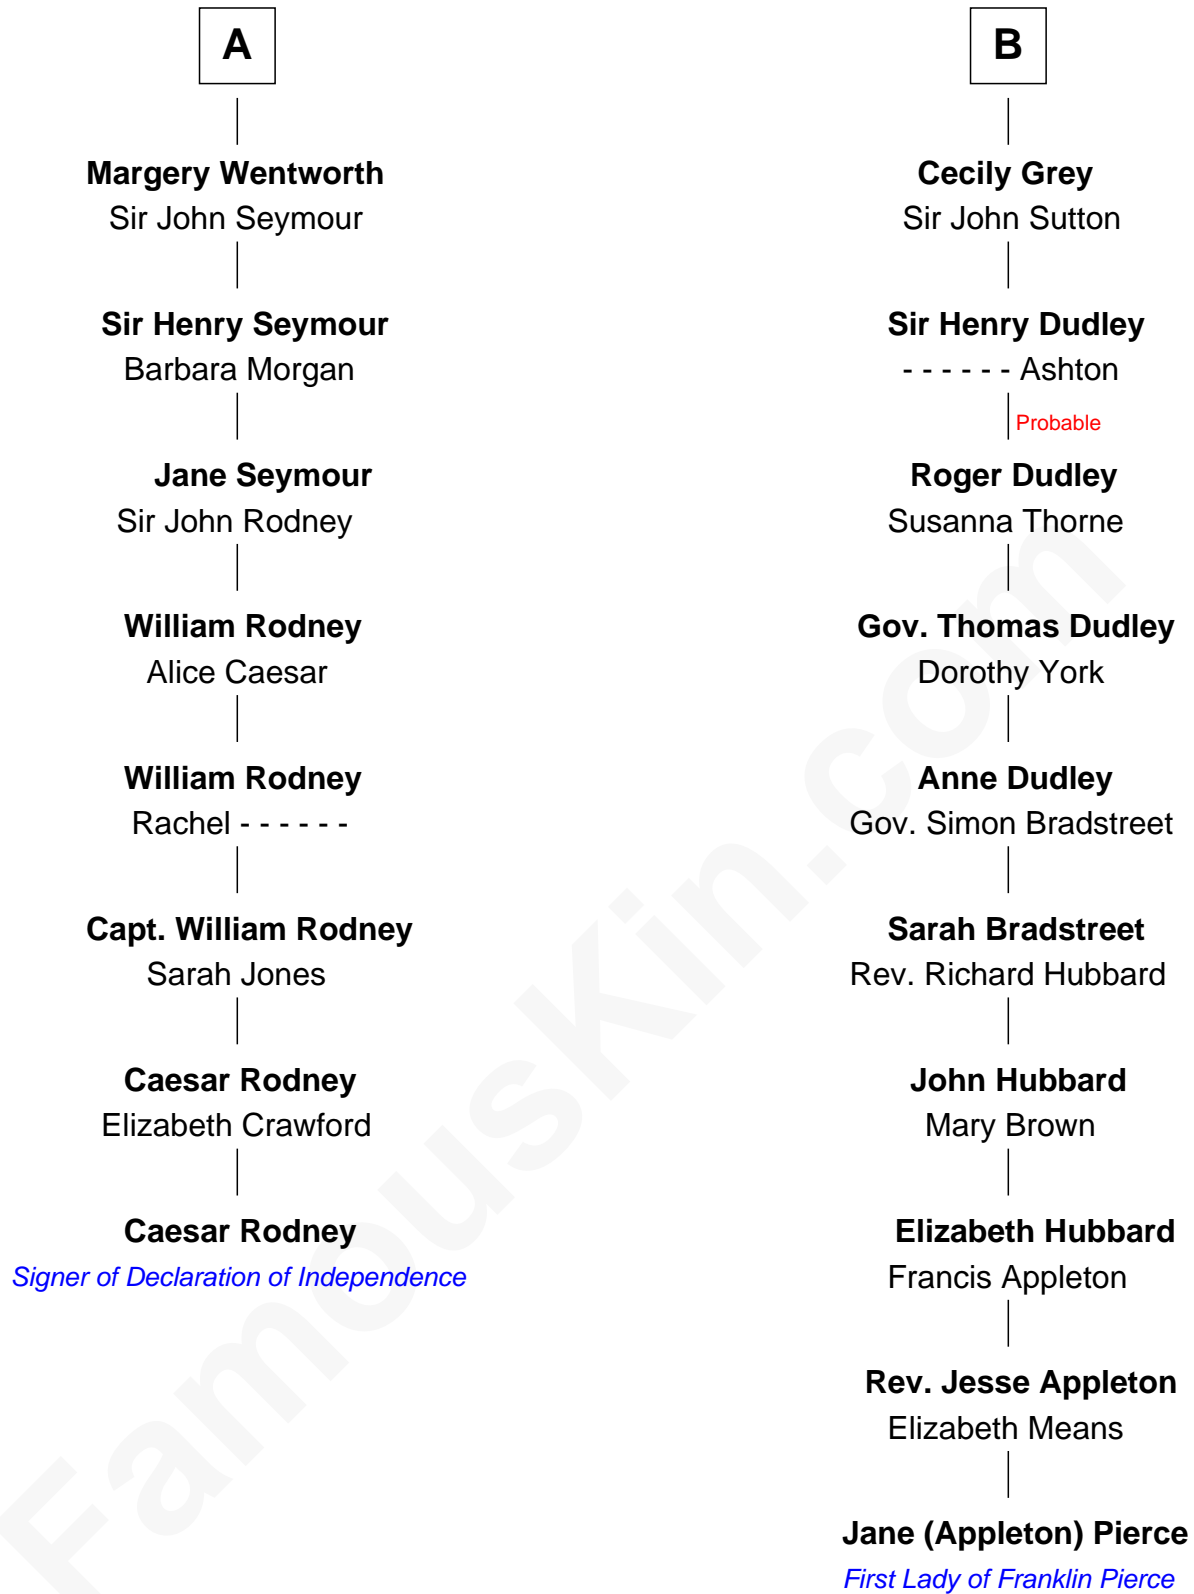 A
Margery Wentworth
Sir John Seymour
Sir Henry Seymour
Barbara Morgan
Jane Seymour
Sir John Rodney
William Rodney
Alice Caesar
William Rodney
Rachel - - - - - -
Capt. William Rodney
Sarah Jones
Caesar Rodney
Elizabeth Crawford
Caesar Rodney
Signer of Declaration of Independence
B
Cecily Grey
Sir John Sutton
Sir Henry Dudley
- - - - - - Ashton
Probable
Roger Dudley
Susanna Thorne
Gov. Thomas Dudley
Dorothy York
Anne Dudley
Gov. Simon Bradstreet
Sarah Bradstreet
Rev. Richard Hubbard
John Hubbard
Mary Brown
Elizabeth Hubbard
Francis Appleton
Rev. Jesse Appleton
Elizabeth Means
Jane (Appleton) Pierce
First Lady of Franklin Pierce
FamousKin.com